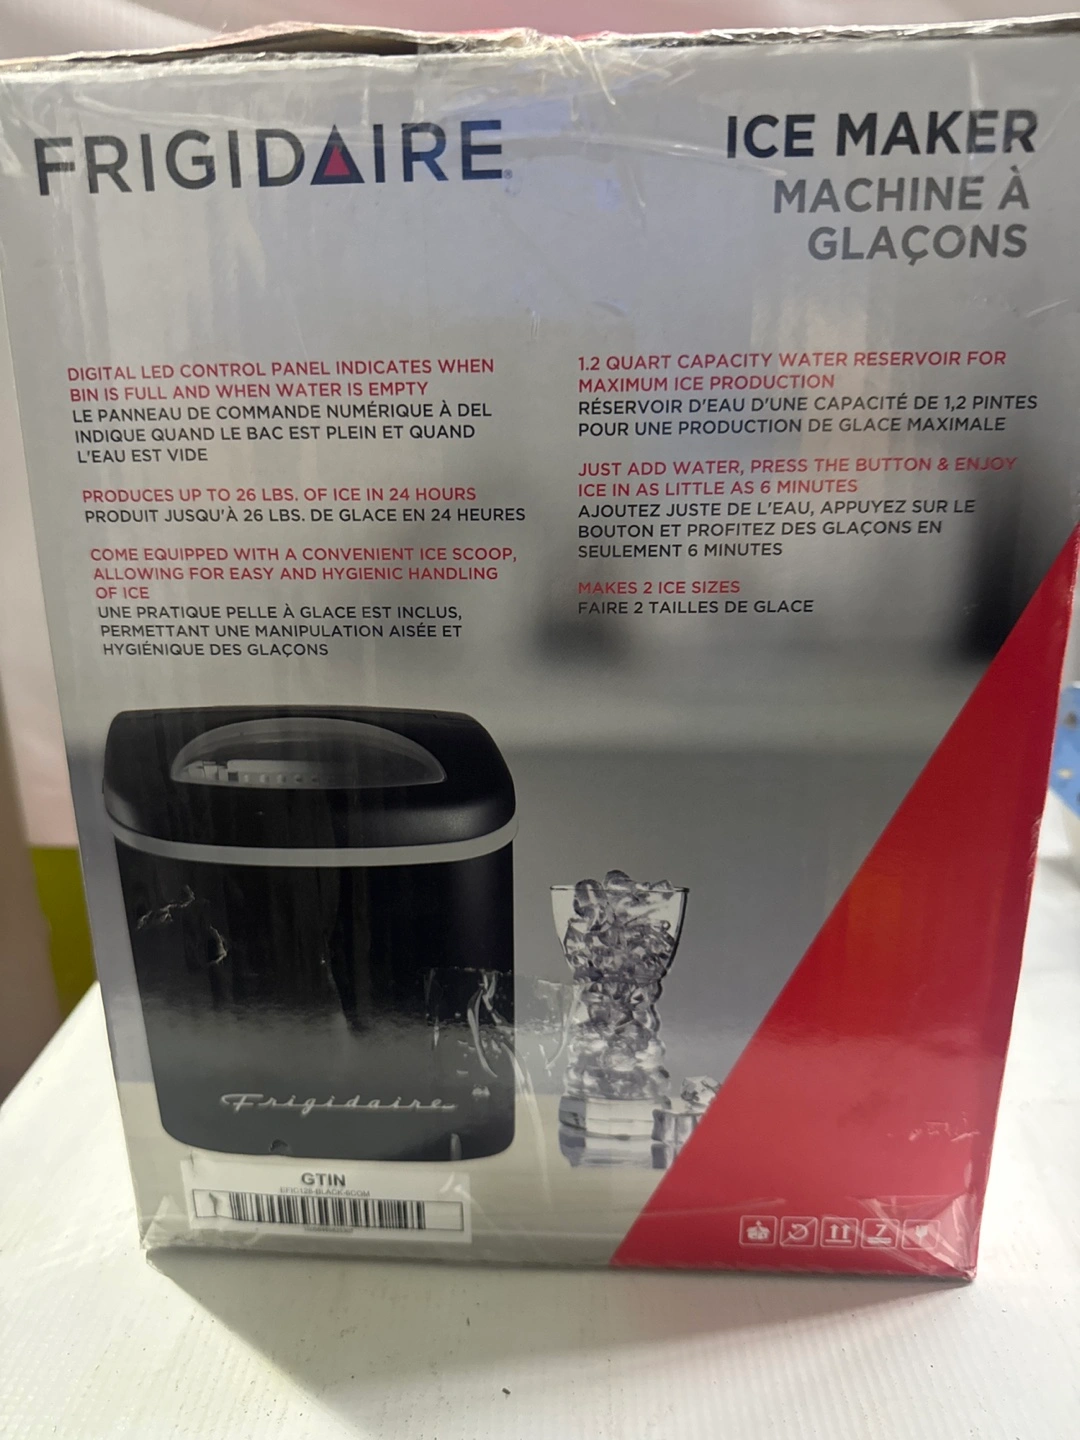 FRIGIDAIRE
ICE MAKER
MACHINE À
GLAÇONS
DIGITAL LED CONTROL PANEL INDICATES WHEN
BIN IS FULL AND WHEN WATER IS EMPTY
LE PANNEAU DE COMMANDE NUMÉRIQUE À DEL
INDIQUE QUAND LE BAC EST PLEIN ET QUAND
L'EAU EST VIDE
PRODUCES UP TO 26 LBS. OF ICE IN 24 HOURS
PRODUIT JUSQU'À 26 LBS. DE GLACE EN 24 HEURES
COME EQUIPPED WITH A CONVENIENT ICE SCOOP,
ALLOWING FOR EASY AND HYGIENIC HANDLING
OF ICE
UNE PRATIQUE PELLE À GLACE EST INCLUS,
PERMETTANT UNE MANIPULATION AISÉE ET
HYGIÉNIQUE DES GLAÇONS
1.2 QUART CAPACITY WATER RESERVOIR FOR
MAXIMUM ICE PRODUCTION
RÉSERVOIR D'EAU D'UNE CAPACITÉ DE 1,2 PINTES
POUR UNE PRODUCTION DE GLACE MAXIMALE
JUST ADD WATER, PRESS THE BUTTON & ENJOY
ICE IN AS LITTLE AS 6 MINUTES
AJOUTEZ JUSTE DE L'EAU, APPUYEZ SUR LE
BOUTON ET PROFITEZ DES GLAÇONS EN
SEULEMENT 6 MINUTES
MAKES 2 ICE SIZES
FAIRE 2 TAILLES DE GLACE
Frigidaire
GTIN
EFIC128-BLACK-6COM
7